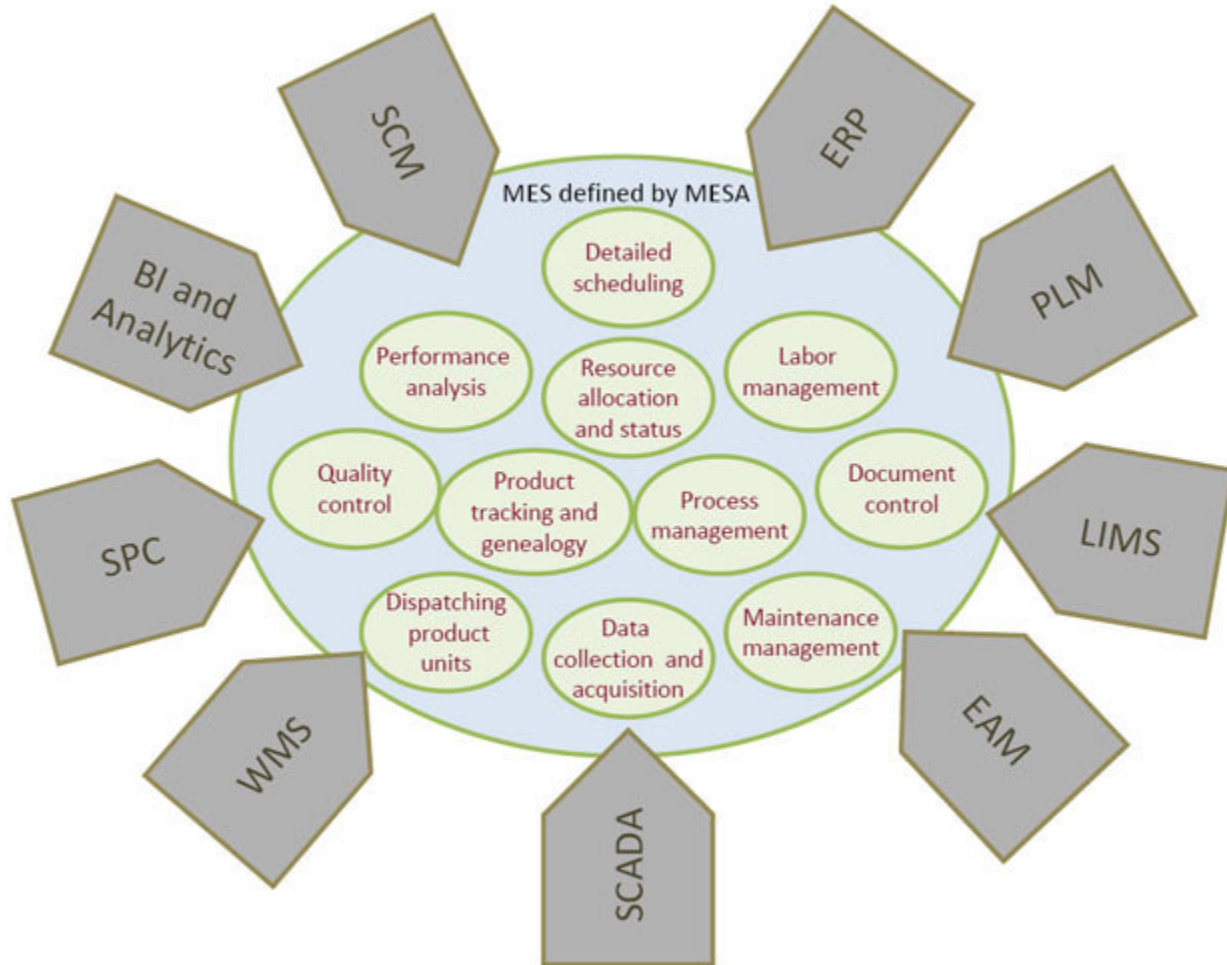 SCM
ERP
MES defined by MESA
Detailed
scheduling
BI and
Analytics
PLM
Performance
analysis
Resource
allocation
and status
Labor
management
Quality
control
Product
tracking and
genealogy
Process
management
Document
control
SPC
LIMS
Dispatching
product
units
Data
collection and
acquisition
Maintenance
management
WMS
EAM
SCADA